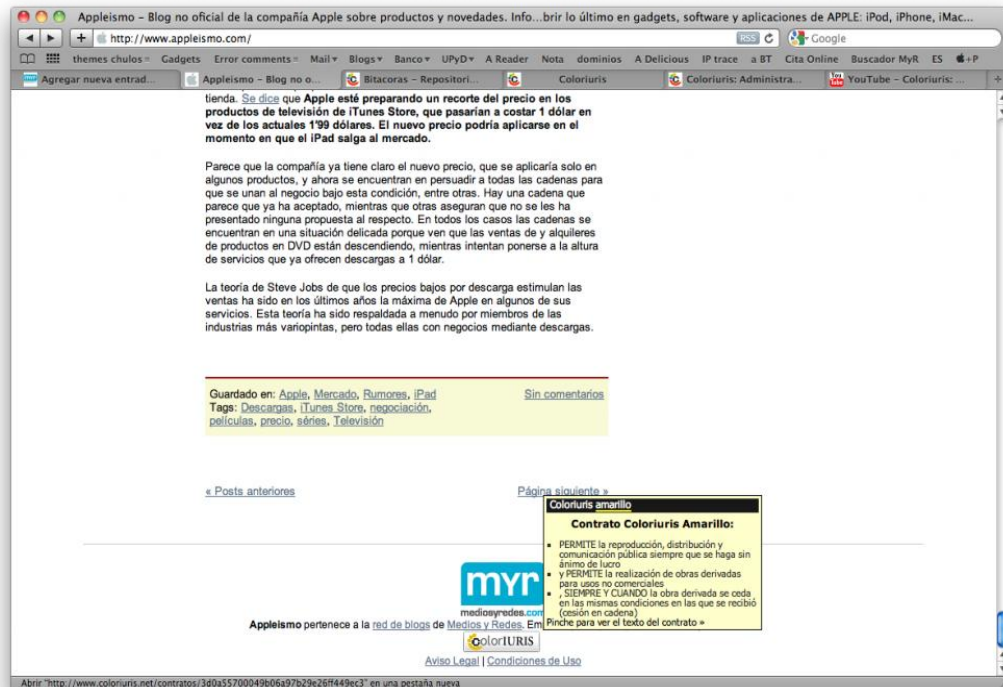 Appleismo – Blog no oficial de la compañía Apple sobre productos y novedades. Info...brir lo último en gadgets, software y aplicaciones de APPLE: iPod, iPhone, iMac...
http://www.appleismo.com/ RSS Google
themes chulos Gadgets Error comments Mail Blogs Banco UPyD A Reader Nota dominios A Delicious IP trace a BT Cita Online Buscador MyR ES +P
Agregar nueva entrad... Appleismo – Blog no o... Bitacoras – Repositori... Coloriuris Coloriuris: Administra... YouTube – Coloriuris: ...
tienda. Se dice que Apple esté preparando un recorte del precio en los
productos de televisión de iTunes Store, que pasarían a costar 1 dólar en
vez de los actuales 1'99 dólares. El nuevo precio podría aplicarse en el
momento en que el iPad salga al mercado.
Parece que la compañía ya tiene claro el nuevo precio, que se aplicaría solo en
algunos productos, y ahora se encuentran en persuadir a todas las cadenas para
que se unan al negocio bajo esta condición, entre otras. Hay una cadena que
parece que ya ha aceptado, mientras que otras aseguran que no se les ha
presentado ninguna propuesta al respecto. En todos los casos las cadenas se
encuentran en una situación delicada porque ven que las ventas de y alquileres
de productos en DVD están descendiendo, mientras intentan ponerse a la altura
de servicios que ya ofrecen descargas a 1 dólar.
La teoría de Steve Jobs de que los precios bajos por descarga estimulan las
ventas ha sido en los últimos años la máxima de Apple en algunos de sus
servicios. Esta teoría ha sido respaldada a menudo por miembros de las
industrias más variopintas, pero todas ellas con negocios mediante descargas.
Guardado en: Apple, Mercado, Rumores, iPad Sin comentarios
Tags: Descargas, iTunes Store, negociación,
películas, precio, séries, Televisión
« Posts anteriores Página siguiente »
Coloriuris amarillo
Contrato Coloriuris Amarillo:
PERMITE la reproducción, distribución y
comunicación pública siempre que se haga sin
ánimo de lucro
y PERMITE la realización de obras derivadas
para usos no comerciales
, SIEMPRE Y CUANDO la obra derivada se ceda
en las mismas condiciones en las que se recibió
(cesión en cadena)
Pinche para ver el texto del contrato »
myr
mediosyredes.com
Appleismo pertenece a la red de blogs de Medios y Redes. Em
colorIURIS
Aviso Legal | Condiciones de Uso
Abrir "http://www.coloriuris.net/contratos/3d0a55700049b06a97b29e26ff449ec3" en una pestaña nueva